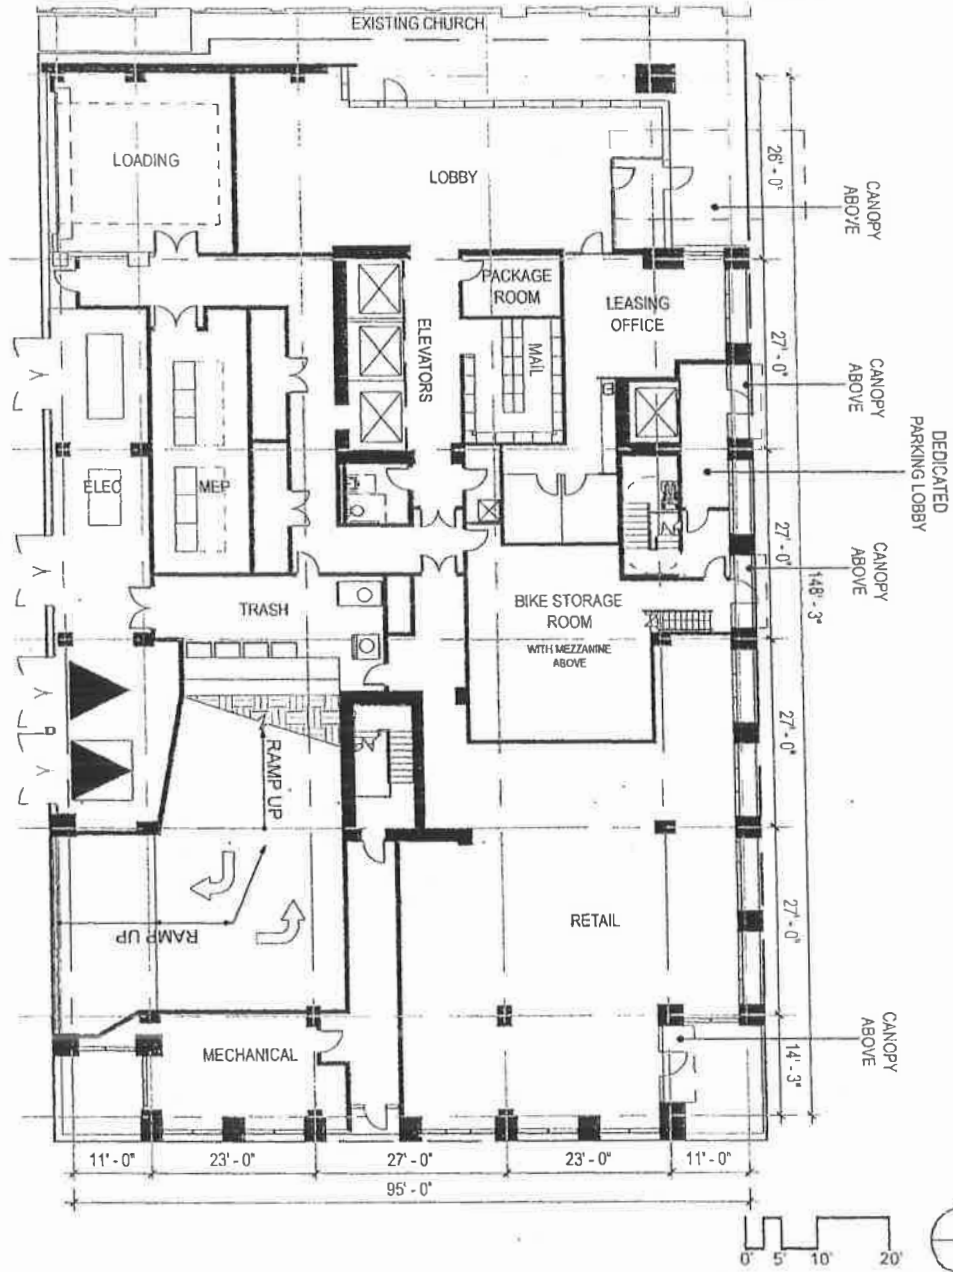 EXISTING CHURCH
LOADING
LOBBY
26' - 0"
CANOPY
ABOVE
PACKAGE
ROOM
LEASING
OFFICE
ELEVATORS
MAIL
27' - 0"
CANOPY
ABOVE
DEDICATED
PARKING LOBBY
ELEC
MEP
27' - 0"
CANOPY
ABOVE
148' - 3"
TRASH
BIKE STORAGE
ROOM
WITH MEZZANINE
ABOVE
RAMP UP
27' - 0"
RAMP UP
RETAIL
27' - 0"
MECHANICAL
CANOPY
ABOVE
14' - 3"
11' - 0"
23' - 0"
27' - 0"
23' - 0"
11' - 0"
95' - 0"
0' 5' 10' 20'